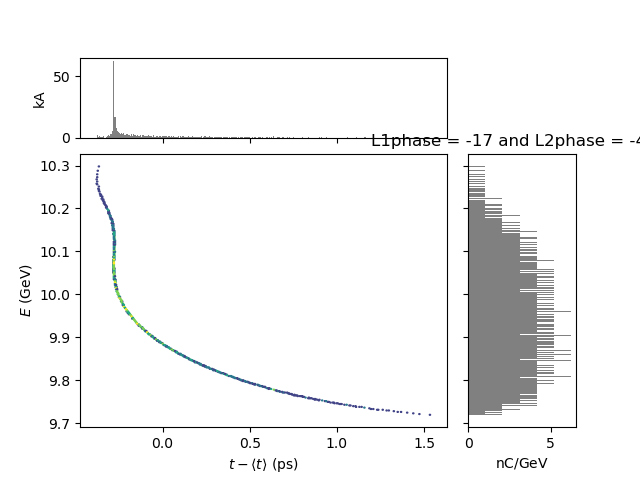 50
kA
0
L1phase = -17 and L2phase = -4
10.3
10.2
10.1
10.0
9.9
9.8
9.7
E (GeV)
0.0 0.5 1.0 1.5
t − ⟨t⟩ (ps)
0 5
nC/GeV